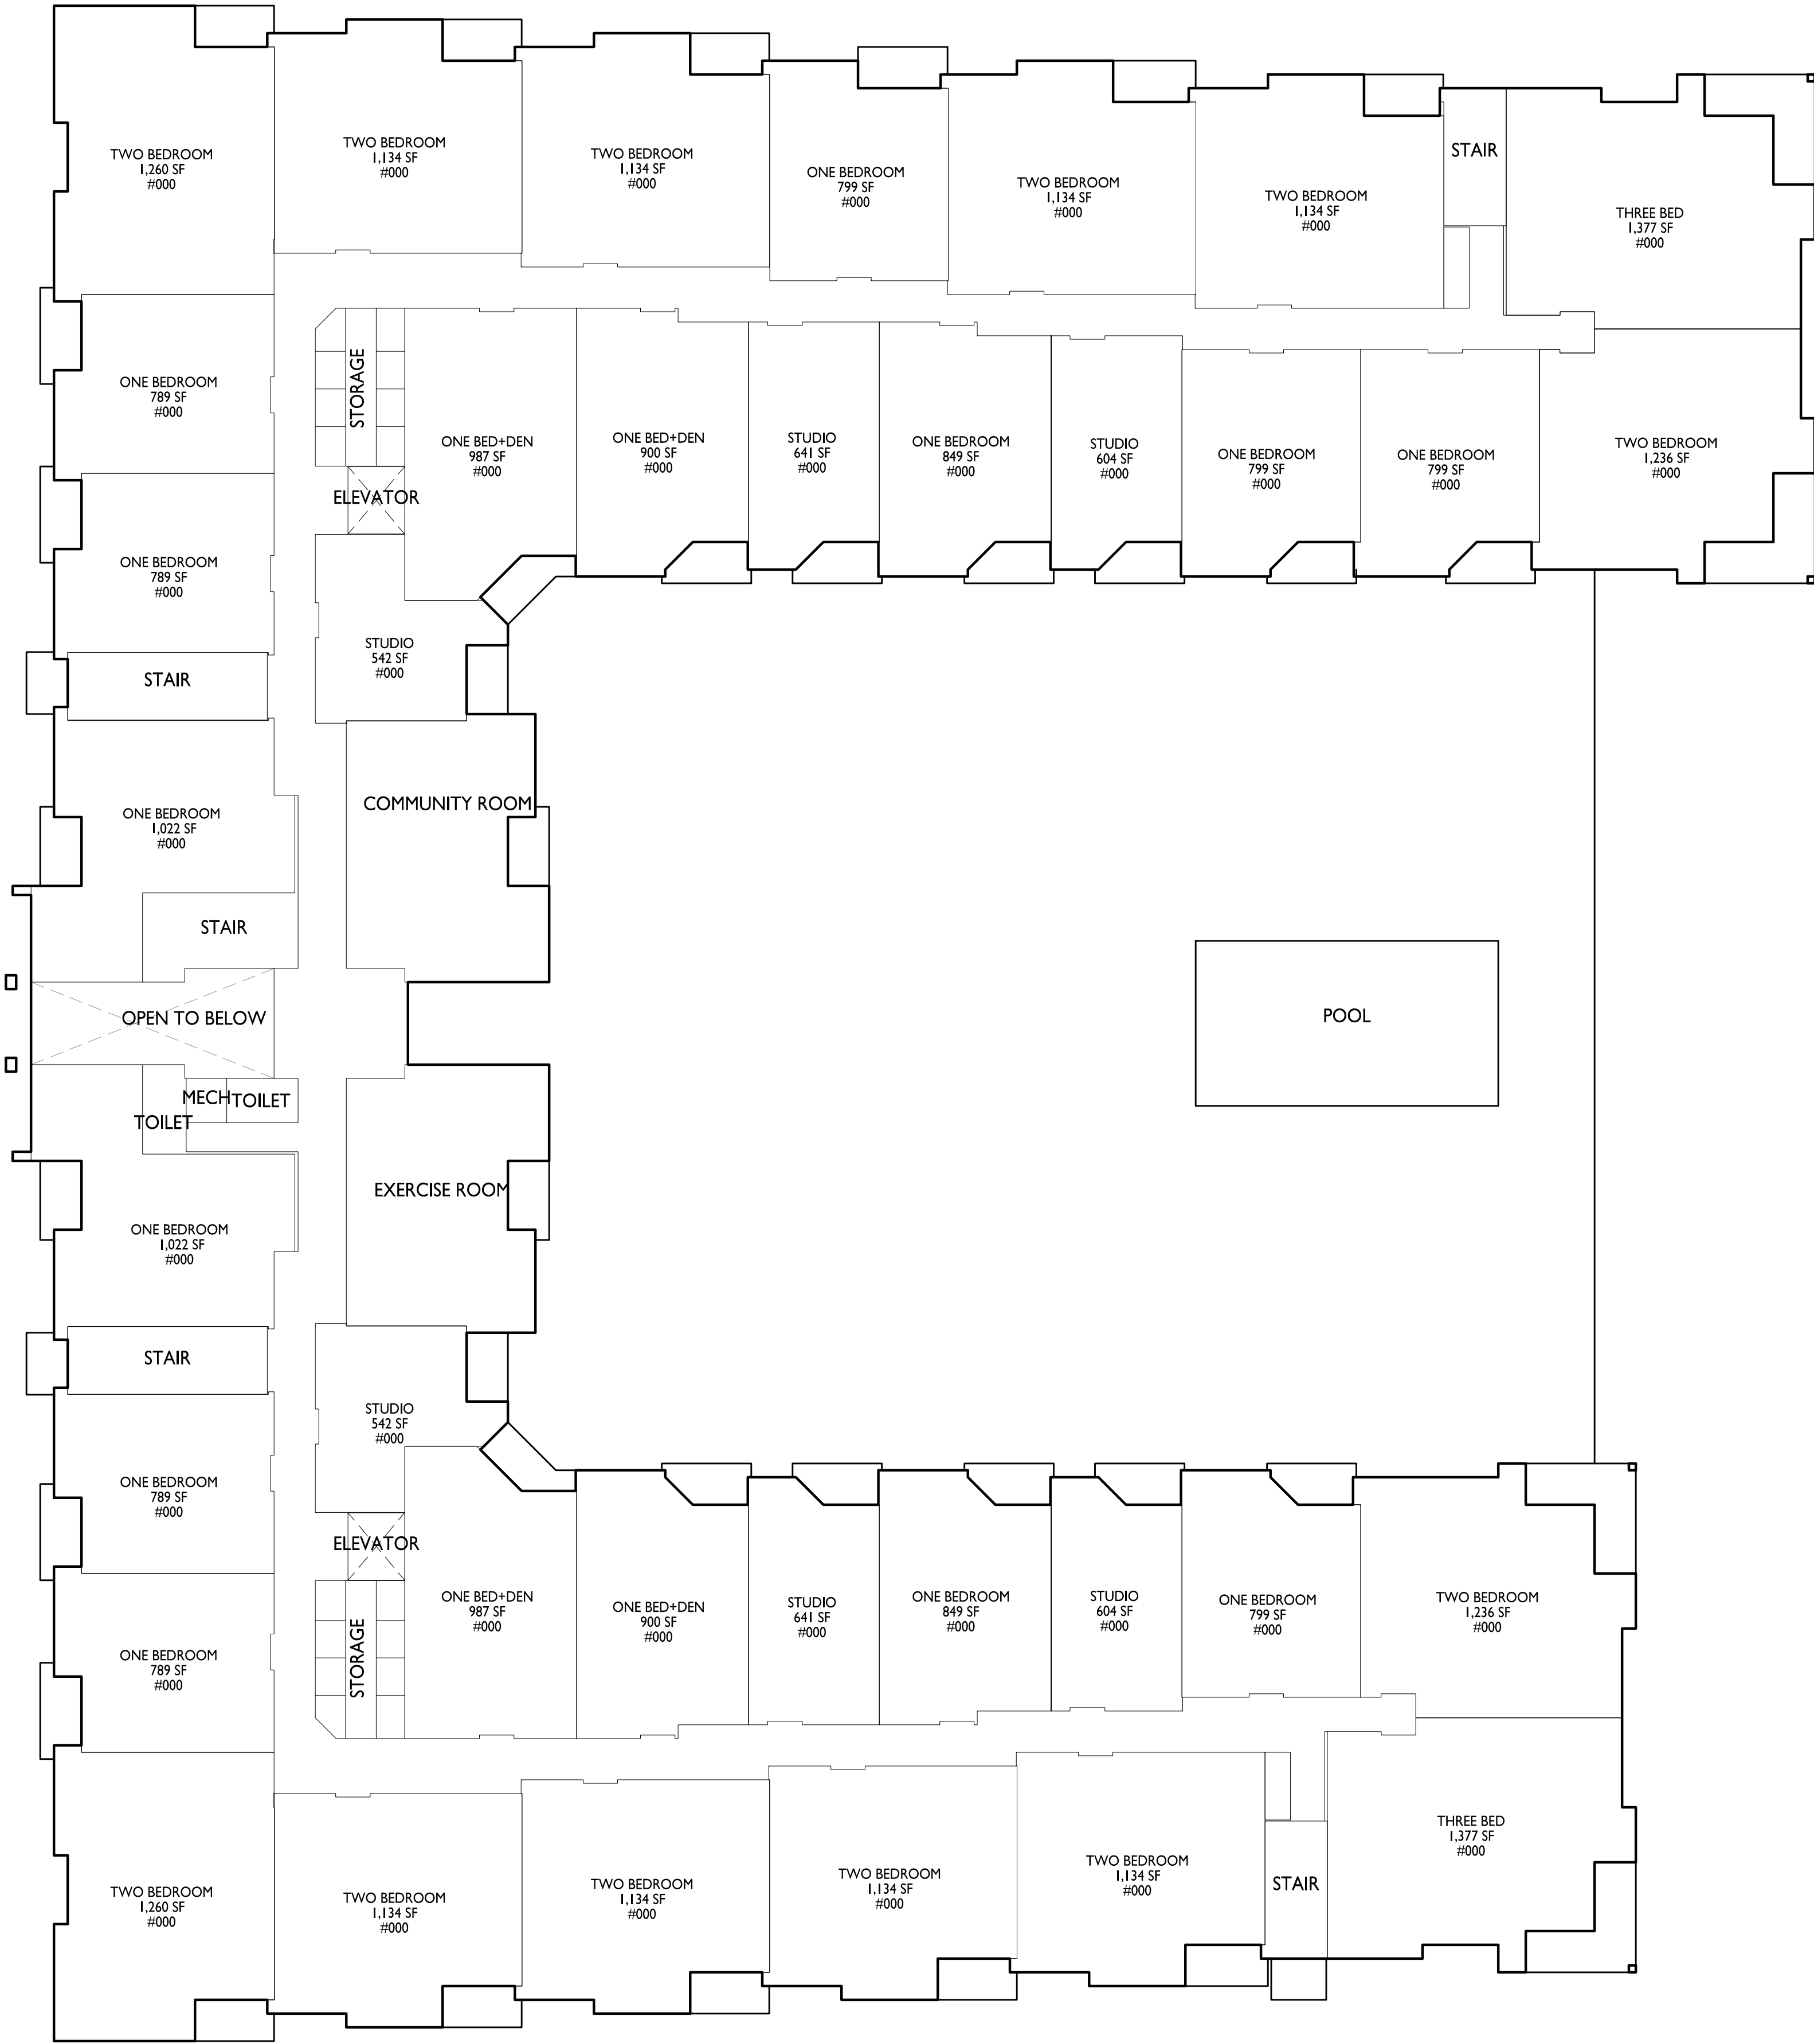 TWO BEDROOM
1,260 SF
#000
TWO BEDROOM
1,134 SF
#000
TWO BEDROOM
1,134 SF
#000
ONE BEDROOM
799 SF
#000
TWO BEDROOM
1,134 SF
#000
TWO BEDROOM
1,134 SF
#000
STAIR
THREE BED
1,377 SF
#000
ONE BEDROOM
789 SF
#000
STORAGE
ONE BED+DEN
987 SF
#000
ONE BED+DEN
900 SF
#000
STUDIO
641 SF
#000
ONE BEDROOM
849 SF
#000
STUDIO
604 SF
#000
ONE BEDROOM
799 SF
#000
ONE BEDROOM
799 SF
#000
TWO BEDROOM
1,236 SF
#000
ELEVATOR
ONE BEDROOM
789 SF
#000
STUDIO
542 SF
#000
STAIR
ONE BEDROOM
1,022 SF
#000
COMMUNITY ROOM
STAIR
OPEN TO BELOW
POOL
MECH
TOILET
TOILET
EXERCISE ROOM
ONE BEDROOM
1,022 SF
#000
STAIR
STUDIO
542 SF
#000
ONE BEDROOM
789 SF
#000
ELEVATOR
ONE BED+DEN
987 SF
#000
ONE BED+DEN
900 SF
#000
STUDIO
641 SF
#000
ONE BEDROOM
849 SF
#000
STUDIO
604 SF
#000
ONE BEDROOM
799 SF
#000
TWO BEDROOM
1,236 SF
#000
STORAGE
ONE BEDROOM
789 SF
#000
TWO BEDROOM
1,260 SF
#000
TWO BEDROOM
1,134 SF
#000
TWO BEDROOM
1,134 SF
#000
TWO BEDROOM
1,134 SF
#000
TWO BEDROOM
1,134 SF
#000
STAIR
THREE BED
1,377 SF
#000